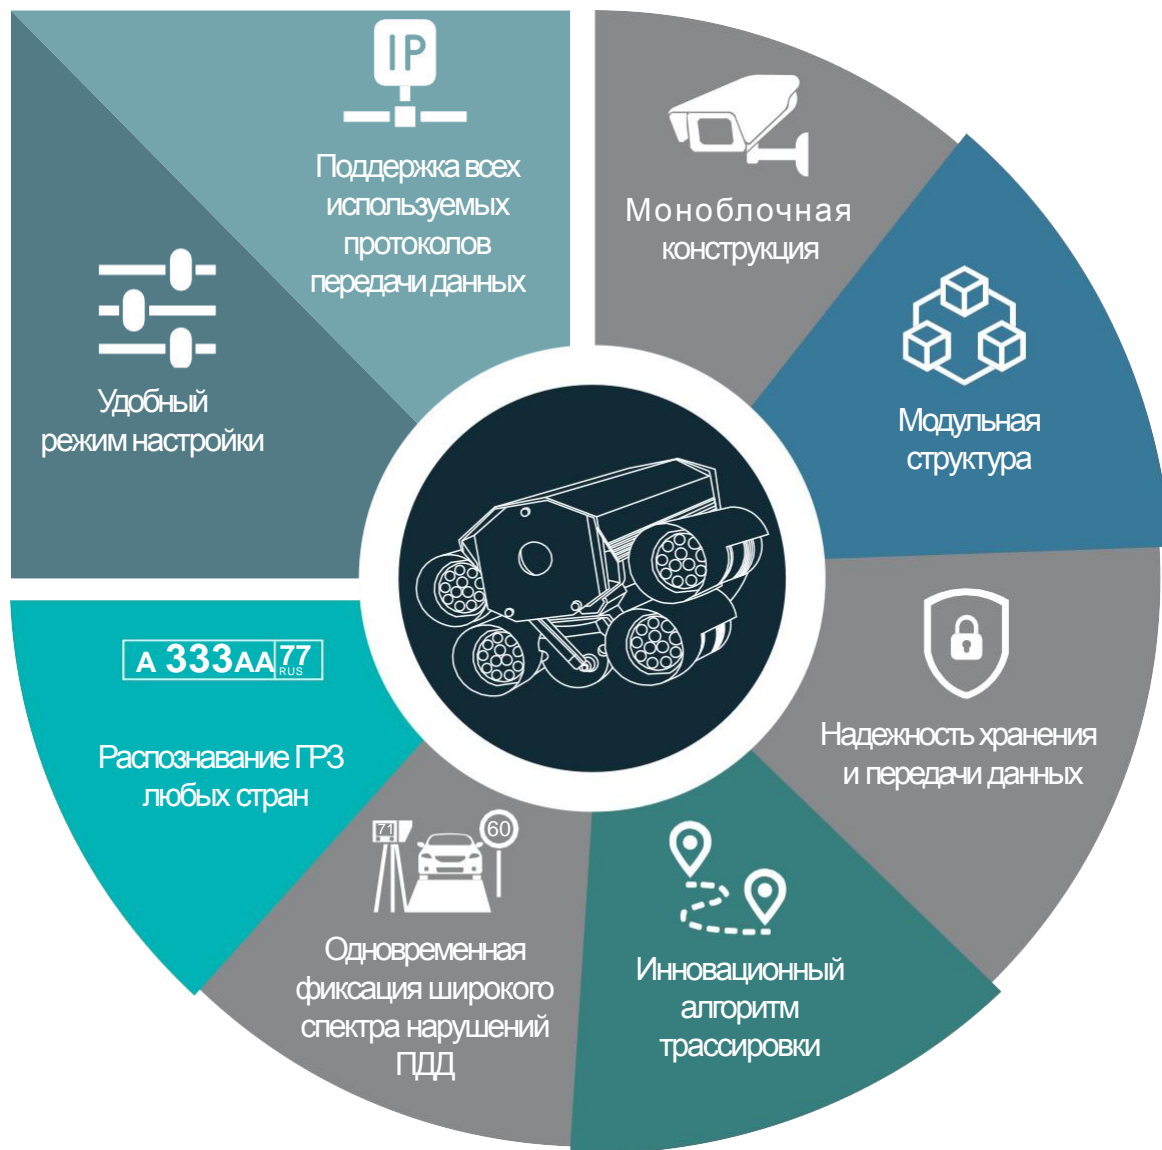 IP
Поддержка всех
используемых
протоколов
передачи данных
Моноблочная
конструкция
Модульная
структура
Надежность хранения
и передачи данных
Инновационный
алгоритм
трассировки
71
60
Одновременная
фиксация широкого
спектра нарушений
ПДД
А 333АА 77
RUS
Распознавание ГРЗ
любых стран
Удобный
режим настройки